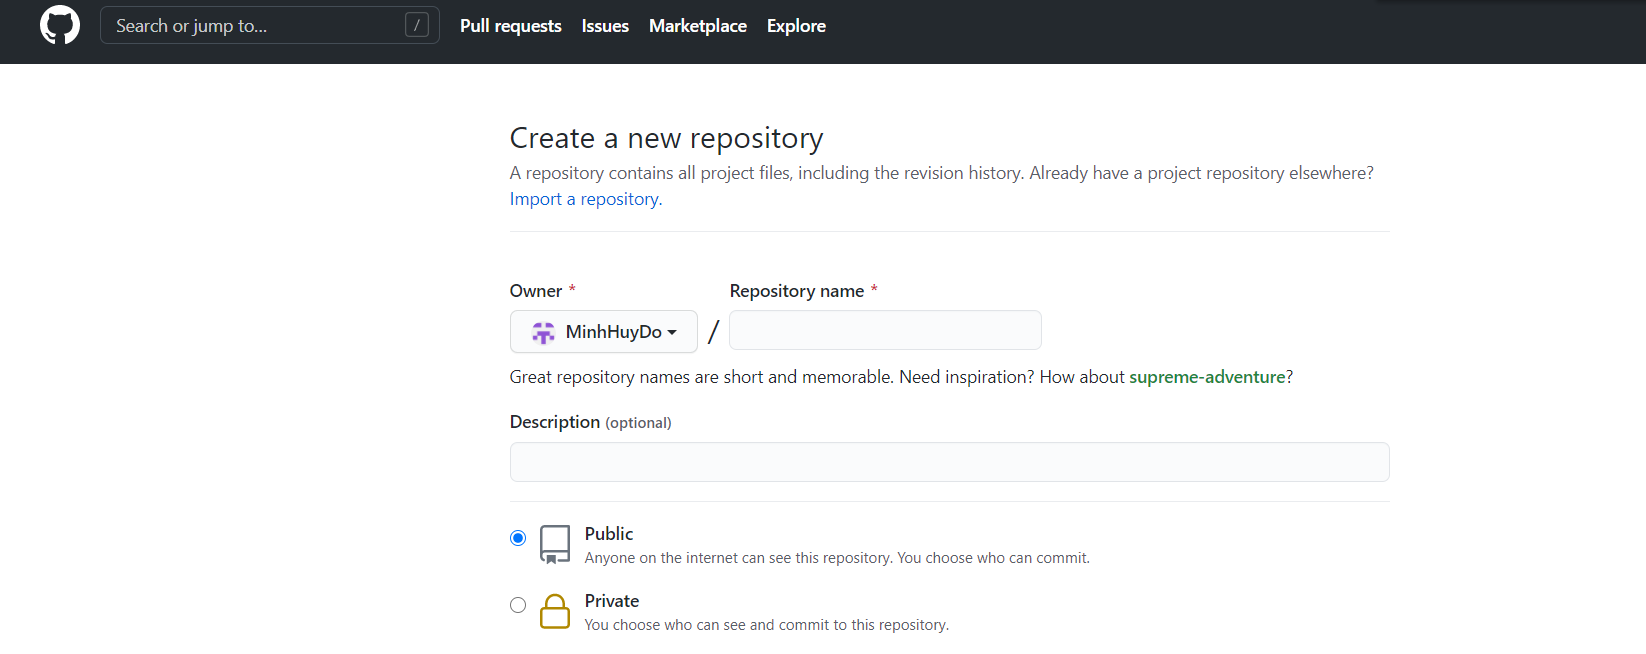 Search or jump to...
/
Pull requests
Issues
Marketplace
Explore
Create a new repository
A repository contains all project files, including the revision history. Already have a project repository elsewhere?
Import a repository.
Owner *
Repository name *
MinhHuyDo
/
Great repository names are short and memorable. Need inspiration? How about supreme-adventure?
Description (optional)
Public
Anyone on the internet can see this repository. You choose who can commit.
Private
You choose who can see and commit to this repository.